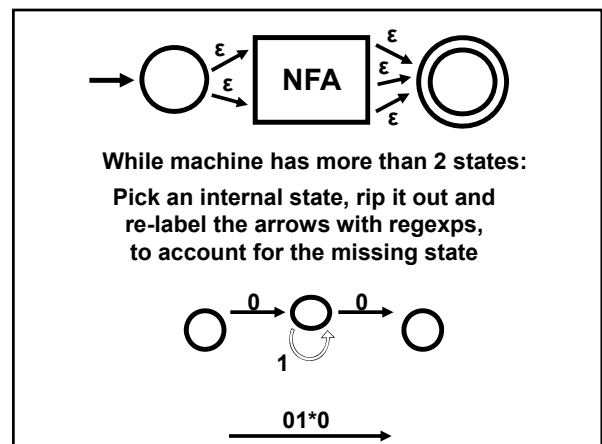 ε ε
ε NFA ε
ε
While machine has more than 2 states:
Pick an internal state, rip it out and
re-label the arrows with regexps,
to account for the missing state
0 0
1
01*0